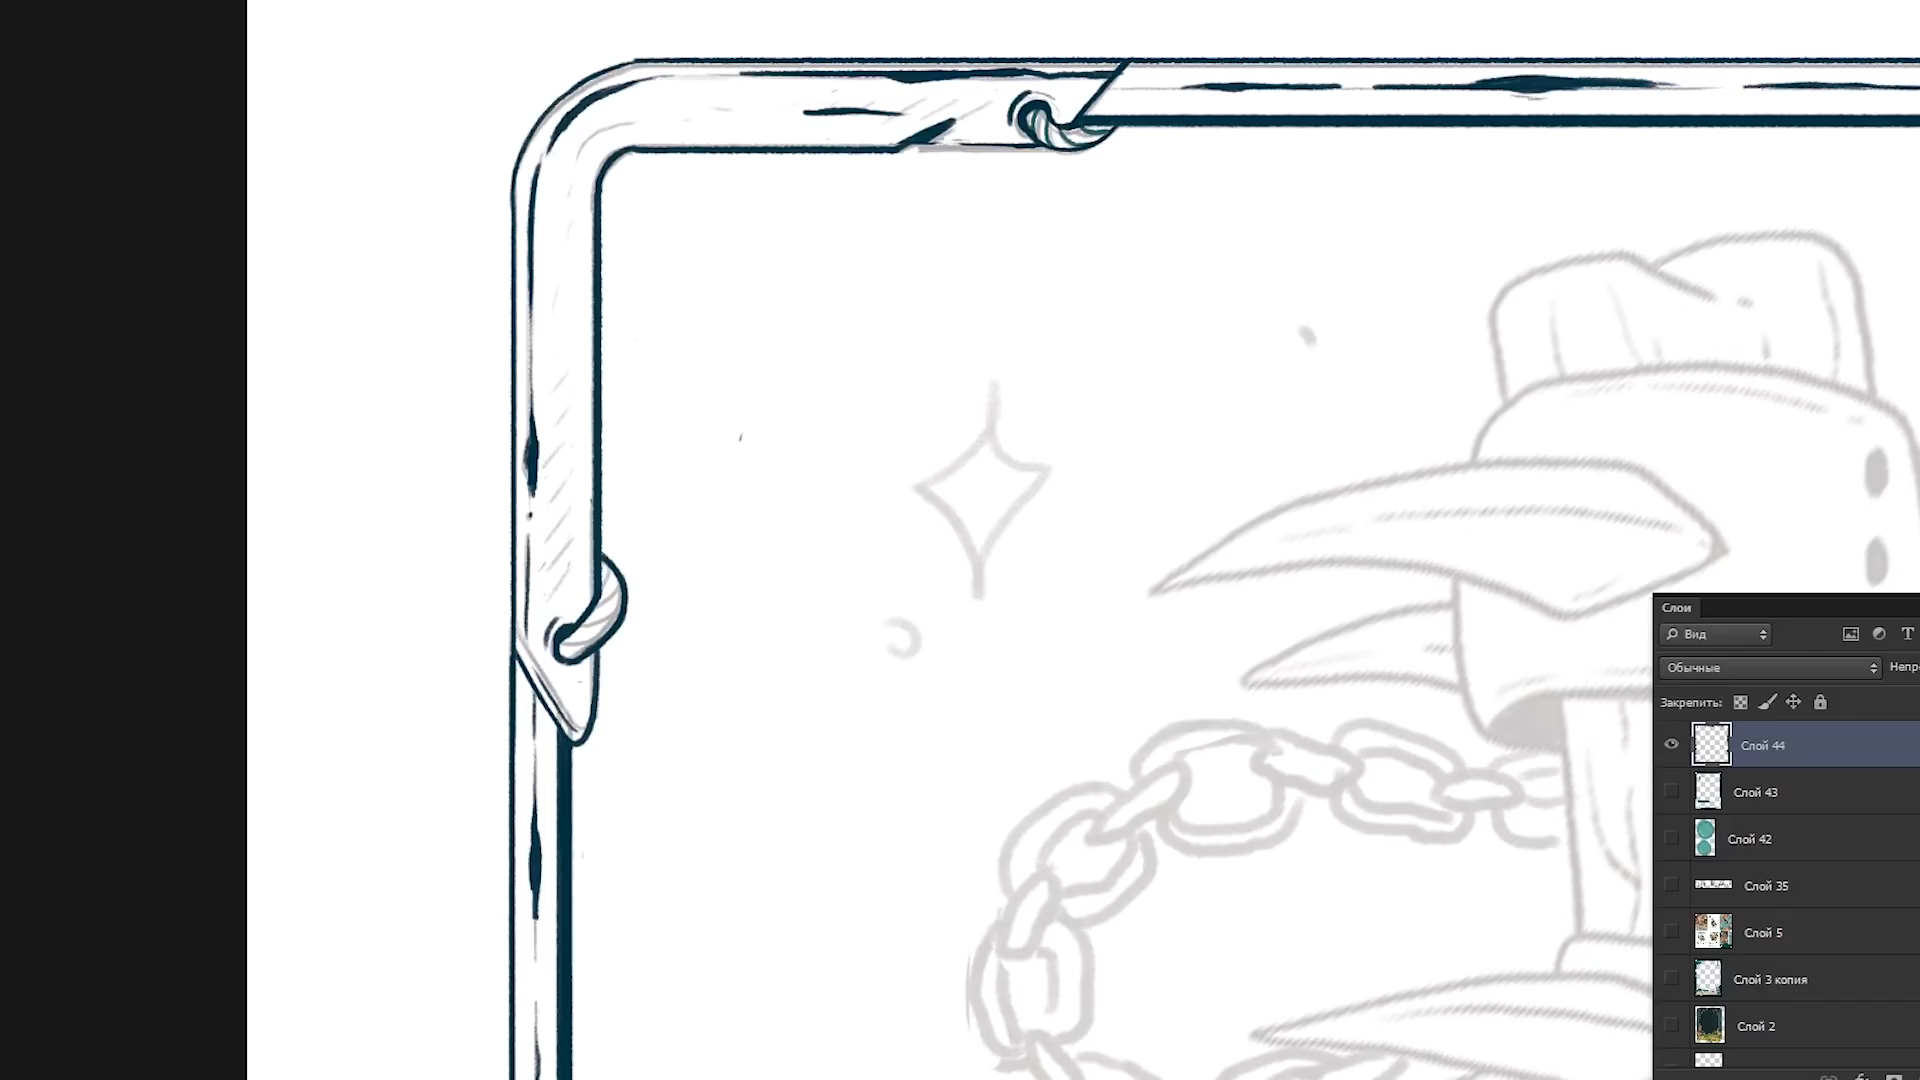 Слои
Вид
T
Обычные
Непро
Закрепить:
Слой 44
Слой 43
Слой 42
Слой 35
Слой 5
Слой 3 копия
Слой 2